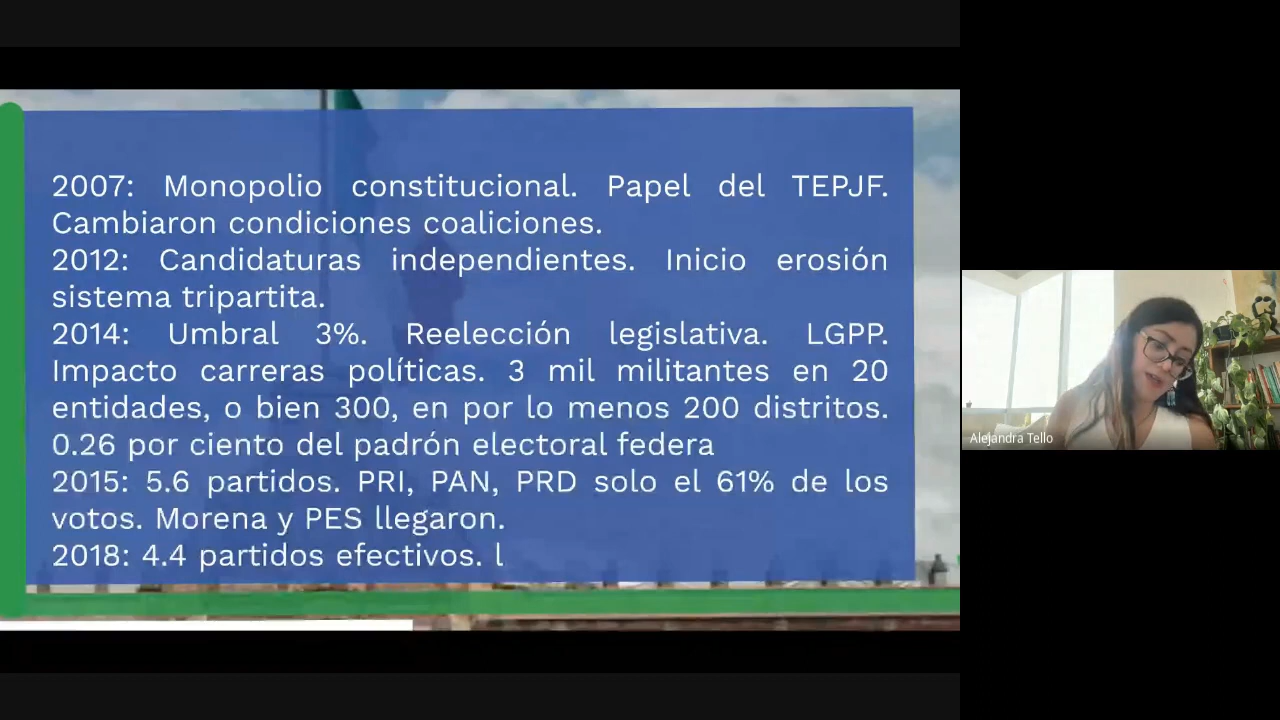 2007: Monopolio constitucional. Papel del TEPJF.
Cambiaron condiciones coaliciones.
2012: Candidaturas independientes. Inicio erosión
sistema tripartita.
2014: Umbral 3%. Reelección legislativa. LGPP.
Impacto carreras políticas. 3 mil militantes en 20
entidades, o bien 300, en por lo menos 200 distritos.
0.26 por ciento del padrón electoral federa
2015: 5.6 partidos. PRI, PAN, PRD solo el 61% de los
votos. Morena y PES llegaron.
2018: 4.4 partidos efectivos. l
Alejandra Tello